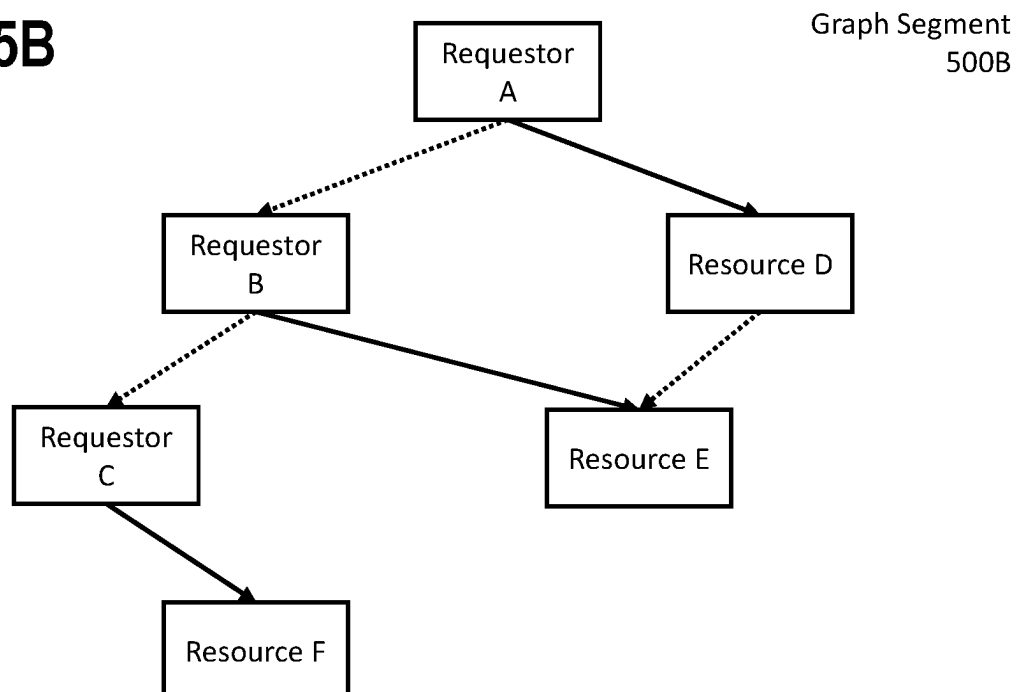 5B
Graph Segment
500B
Requestor
A
Requestor
B
Resource D
Requestor
C
Resource E
Resource F